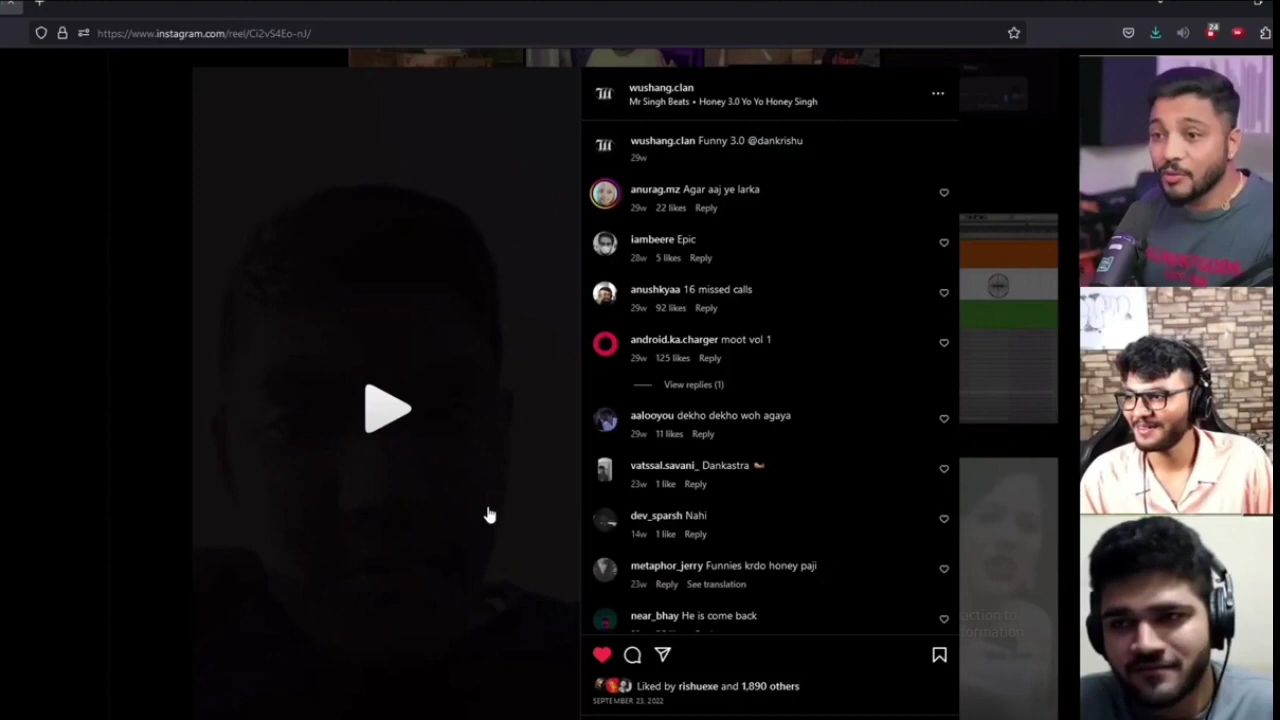 https://www.instagram.com/reel/Ci2vS4Eo-nJ/
24
wushang.clan
Mr Singh Beats • Honey 3.0 Yo Yo Honey Singh
wushang.clan Funny 3.0 @dankrishu
29w
anurag.mz Agar aaj ye larka
29w 22 likes Reply
iambeere Epic
28w 5 likes Reply
anushkyaa 16 missed calls
29w 92 likes Reply
android.ka.charger moot vol 1
29w 125 likes Reply
View replies (1)
aalooyou dekho dekho woh agaya
29w 11 likes Reply
vatssal.savani_ Dankastra
23w 1 like Reply
dev_sparsh Nahi
14w 1 like Reply
metaphor_jerry Funnies krdo honey paji
23w Reply See translation
near_bhay He is come back
Liked by rishuexe and 1,890 others
SEPTEMBER 23, 2022
action to
formation